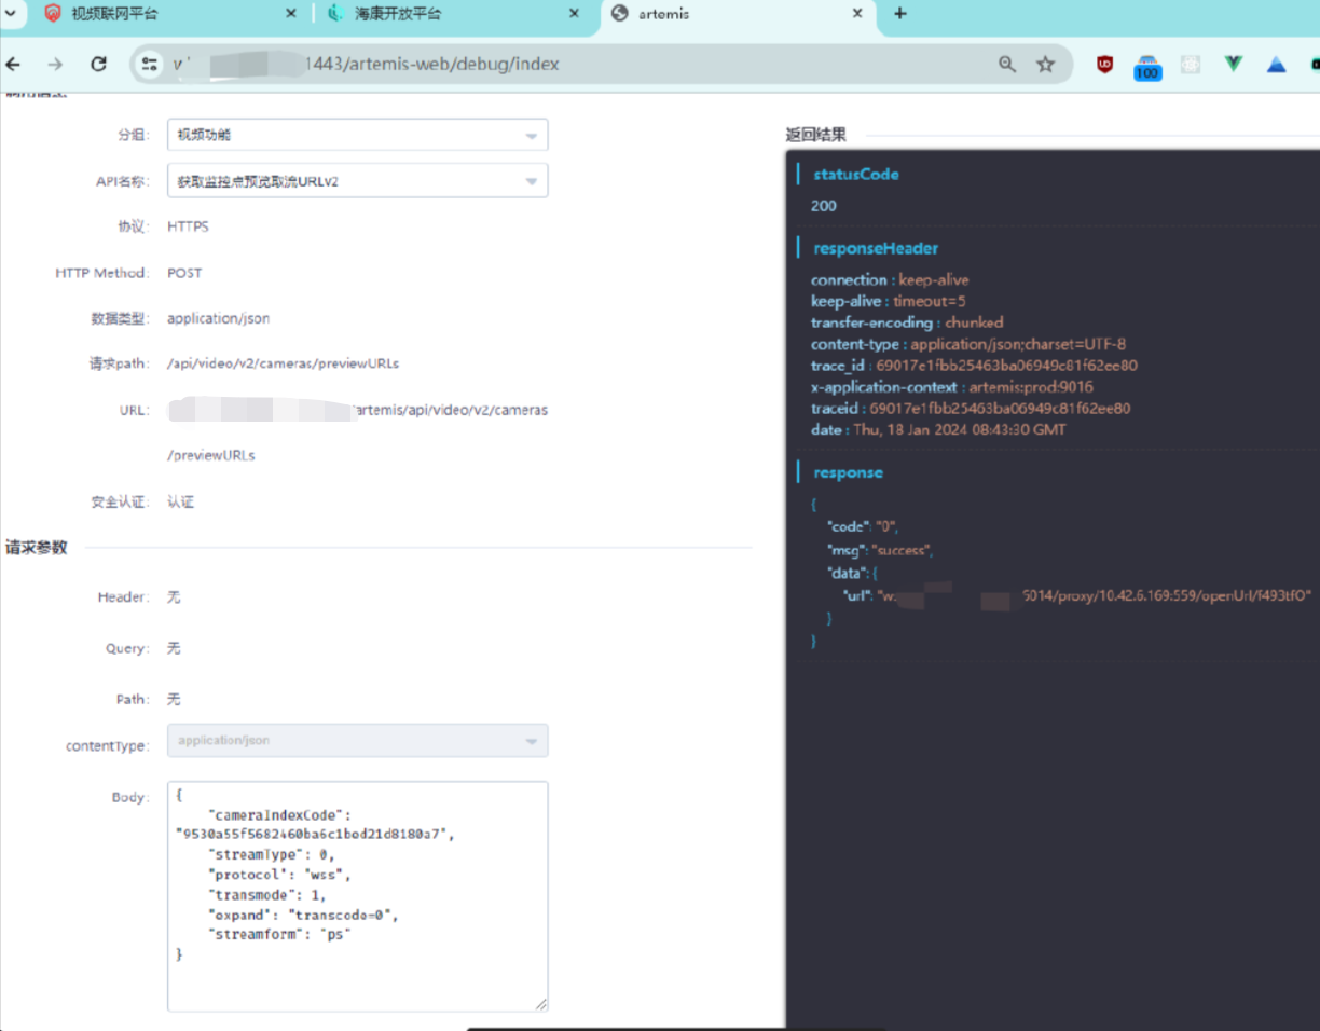 视频联网平台
海康开放平台
artemis
1443/artemis-web/debug/index
100
分组: 视频功能
API名称: 获取监控点预览取流URLv2
协议: HTTPS
HTTP Method: POST
数据类型: application/json
请求path: /api/video/v2/cameras/previewURLs
URL: /artemis/api/video/v2/cameras
/previewURLs
安全认证: 认证
请求参数
Header: 无
Query: 无
Path: 无
contentType: application/json
Body: {
"cameraIndexCode":
"9530a55f5682460ba6c1bed21d8180a7",
"streamType": 0,
"protocol": "wss",
"transmode": 1,
"expand": "transcode=0",
"streamform": "ps"
}
返回结果
statusCode
200
responseHeader
connection : keep-alive
keep-alive : timeout=5
transfer-encoding : chunked
content-type : application/json;charset=UTF-8
trace_id : 69017e1fbb25463ba06949c81f62ee80
x-application-context : artemis:prod:9016
traceid : 69017e1fbb25463ba06949c81f62ee80
date : Thu, 18 Jan 2024 08:43:30 GMT
response
{
"code": "0",
"msg": "success",
"data": {
"url": "w 6014/proxy/10.42.6.169:559/openUrl/f493tfO"
}
}